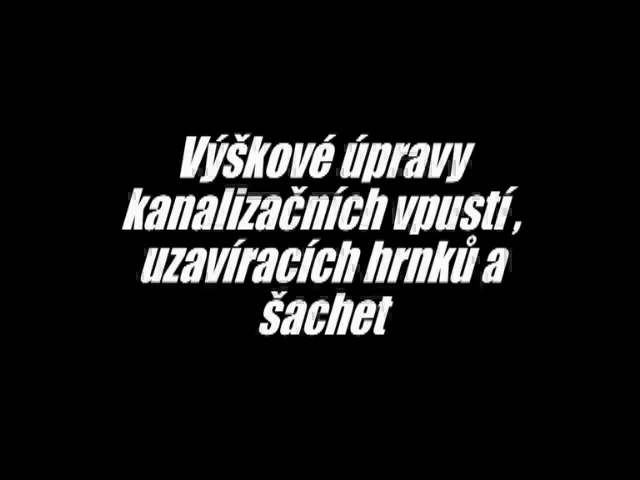 Výškové úpravy
kanalizačních vpustí ,
uzavíracích hrnků a
šachet